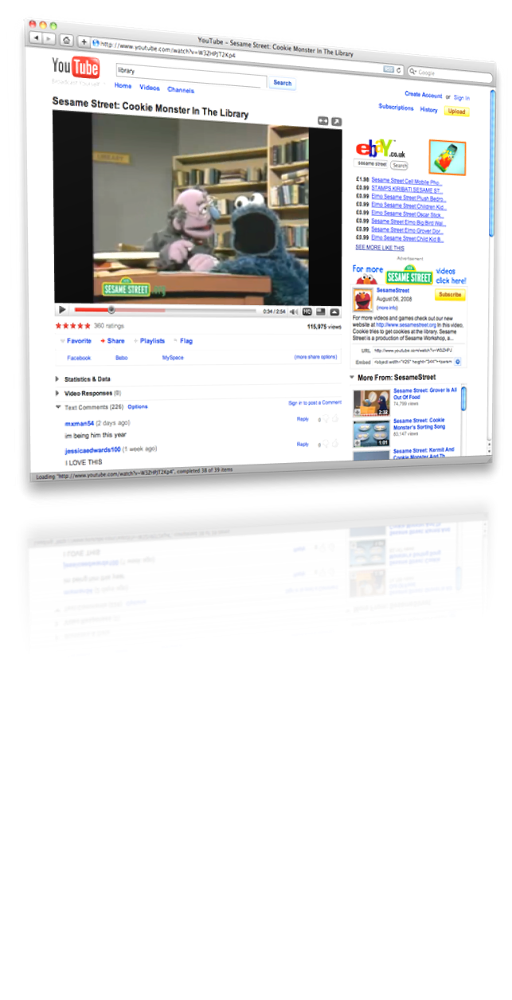 YouTube - Sesame Street: Cookie Monster In The Library
http://www.youtube.com/watch?v=W3ZHPJT2Kp4
Google
YouTube
Broadcast Yourself
library
Search
Home Videos Channels
Create Account or Sign In
Subscriptions History Upload
Sesame Street: Cookie Monster In The Library
LIBRARY
SESAME STREET.org
0:34 / 2:54
HQ
360 ratings
115,975 views
Favorite Share Playlists Flag
Facebook Bebo MySpace (more share options)
Statistics & Data
Video Responses (0)
Text Comments (226) Options
Sign in to post a Comment
mxman54 (2 days ago)
Reply 0
im being him this year
jessicaedwards100 (1 week ago)
Reply 0
I LOVE THIS
ebay.co.uk
sesame street Search
£1.98 Sesame Street Cell Mobile Pho...
£0.99 STAMPS KIRIBATI SESAME ST...
£0.99 Elmo Sesame Street Plush Bedro...
£0.99 Elmo Sesame Street Children Kid...
£0.99 Elmo Sesame Street Oscar Stick...
£0.99 Sesame Street Elmo Big Bird Wal...
£0.99 Sesame Street Elmo Grover Dor...
£0.99 Elmo Sesame Street Child Kid B...
SEE MORE LIKE THIS
Advertisement
For more SESAME STREET videos
click here!
SesameStreet
August 06, 2008
(more info)
Subscribe
For more videos and games check out our new
website at http://www.sesamestreet.org In this video,
Cookie tries to get cookies at the library. Sesame
Street is a production of Sesame Workshop, a...
URL http://www.youtube.com/watch?v=W3ZHPJ
Embed <object width="425" height="344"><param
More From: SesameStreet
Sesame Street: Grover Is All
Out Of Food
74,798 views
2:32
Sesame Street: Cookie
Monster's Sorting Song
83,147 views
1:01
Sesame Street: Kermit And
Cookie Monster And Th...
Loading "http://www.youtube.com/watch?v=W3ZHPJT2Kp4", completed 38 of 39 items